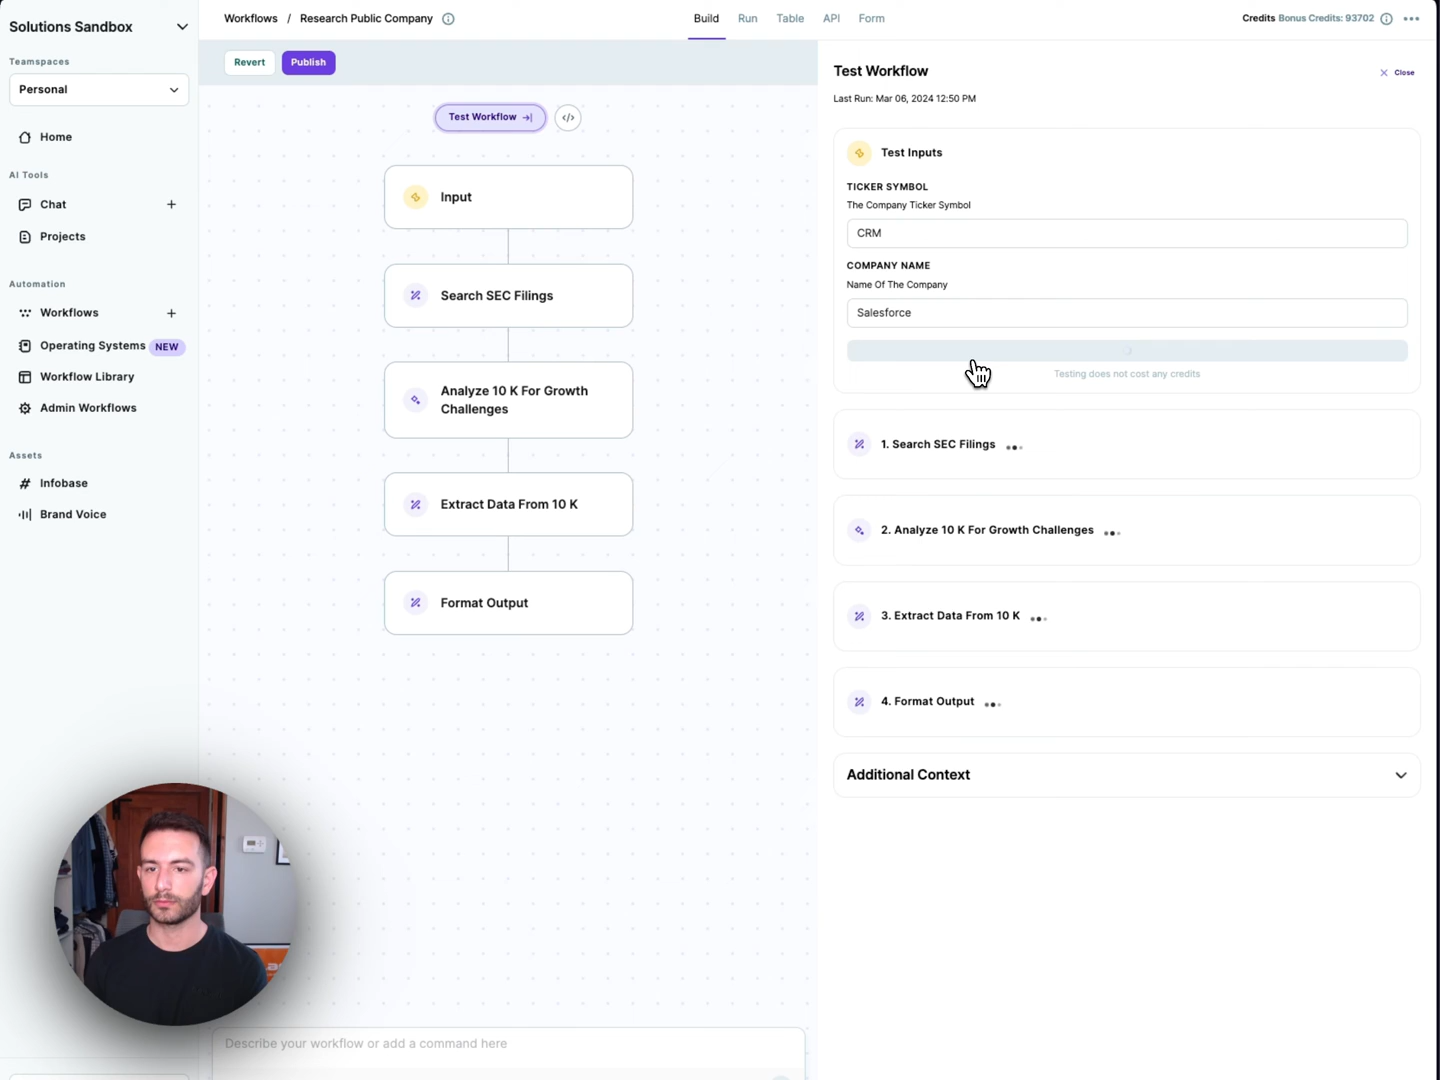 Solutions Sandbox
Teamspaces
Personal
Home
AI Tools
Chat
Projects
Automation
Workflows
Operating Systems NEW
Workflow Library
Admin Workflows
Assets
Infobase
Brand Voice
Workflows / Research Public Company
Build Run Table API Form
Credits Bonus Credits: 93702
Revert Publish
Test Workflow
Input
Search SEC Filings
Analyze 10 K For Growth
Challenges
Extract Data From 10 K
Format Output
Describe your workflow or add a command here
Test Workflow
Close
Last Run: Mar 06, 2024 12:50 PM
Test Inputs
TICKER SYMBOL
The Company Ticker Symbol
CRM
COMPANY NAME
Name Of The Company
Salesforce
Testing does not cost any credits
1. Search SEC Filings
2. Analyze 10 K For Growth Challenges
3. Extract Data From 10 K
4. Format Output
Additional Context